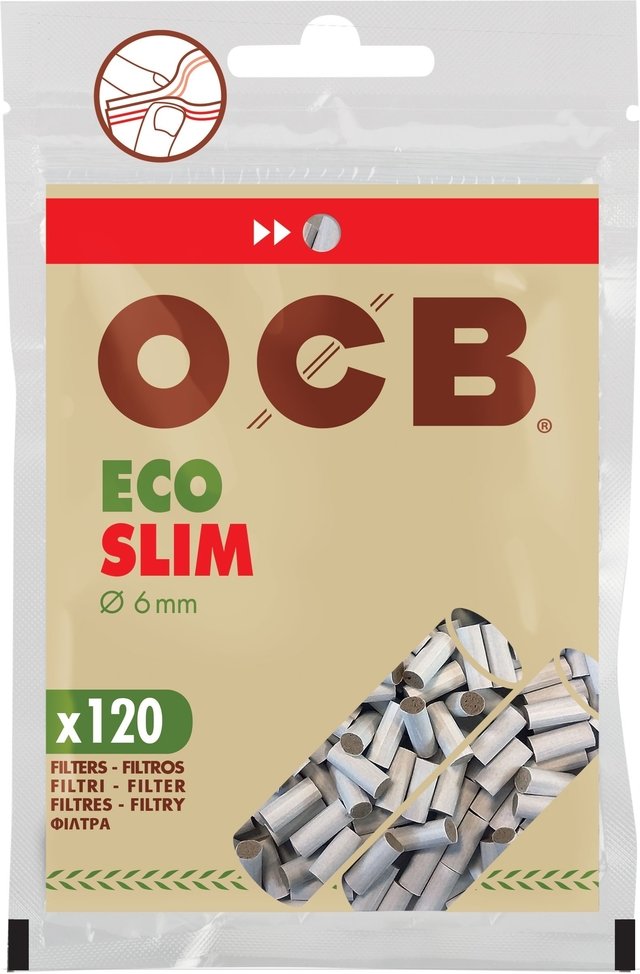 OCB®
ECO
SLIM
Ø 6 mm
x120
FILTERS - FILTROS
FILTRI - FILTER
FILTRES - FILTRY
ΦΙΛΤΡΑ